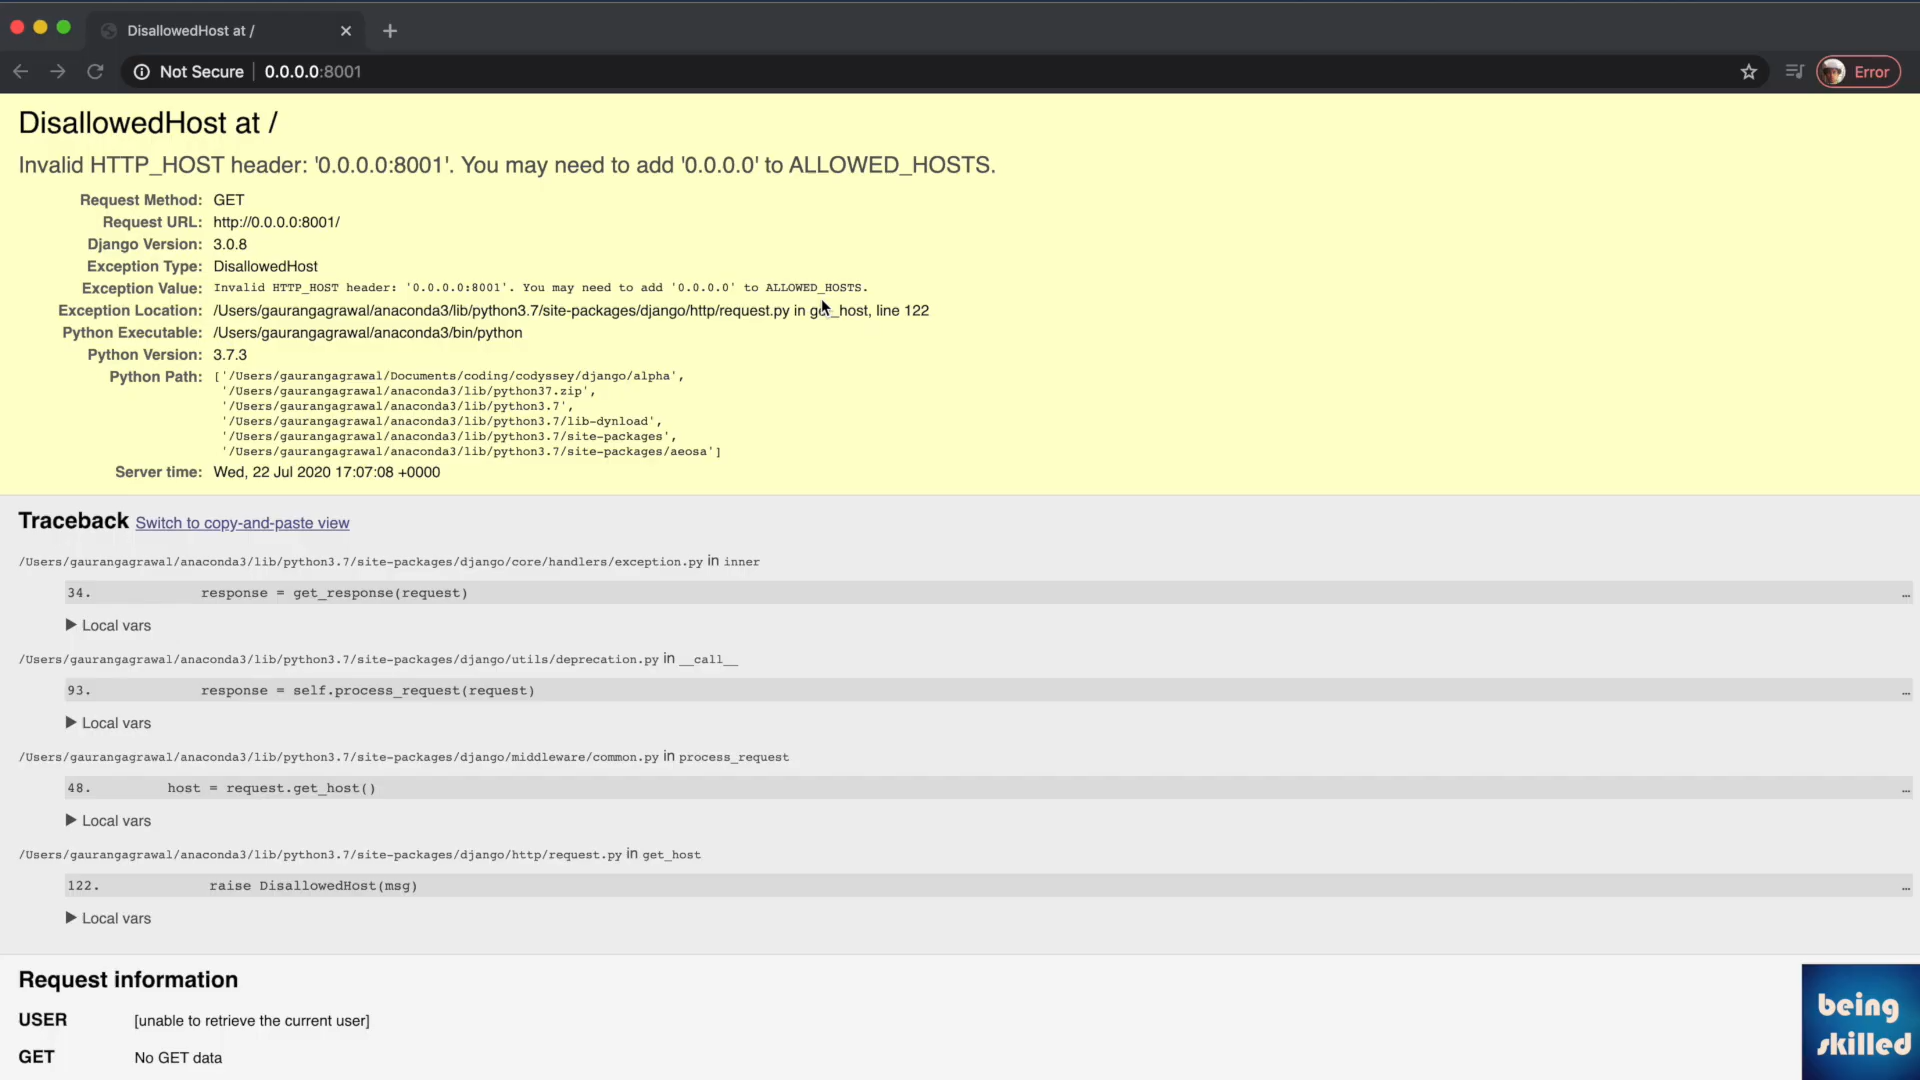 DisallowedHost at /
Not Secure 0.0.0.0:8001
Error
DisallowedHost at /
Invalid HTTP_HOST header: '0.0.0.0:8001'. You may need to add '0.0.0.0' to ALLOWED_HOSTS.
Request Method: GET
Request URL: http://0.0.0.0:8001/
Django Version: 3.0.8
Exception Type: DisallowedHost
Exception Value: Invalid HTTP_HOST header: '0.0.0.0:8001'. You may need to add '0.0.0.0' to ALLOWED_HOSTS.
Exception Location: /Users/gaurangagrawal/anaconda3/lib/python3.7/site-packages/django/http/request.py in get_host, line 122
Python Executable: /Users/gaurangagrawal/anaconda3/bin/python
Python Version: 3.7.3
Python Path: ['/Users/gaurangagrawal/Documents/coding/codyssey/django/alpha',
'/Users/gaurangagrawal/anaconda3/lib/python37.zip',
'/Users/gaurangagrawal/anaconda3/lib/python3.7',
'/Users/gaurangagrawal/anaconda3/lib/python3.7/lib-dynload',
'/Users/gaurangagrawal/anaconda3/lib/python3.7/site-packages',
'/Users/gaurangagrawal/anaconda3/lib/python3.7/site-packages/aeosa']
Server time: Wed, 22 Jul 2020 17:07:08 +0000
Traceback Switch to copy-and-paste view
/Users/gaurangagrawal/anaconda3/lib/python3.7/site-packages/django/core/handlers/exception.py in inner
34. response = get_response(request) …
▶ Local vars
/Users/gaurangagrawal/anaconda3/lib/python3.7/site-packages/django/utils/deprecation.py in __call__
93. response = self.process_request(request) …
▶ Local vars
/Users/gaurangagrawal/anaconda3/lib/python3.7/site-packages/django/middleware/common.py in process_request
48. host = request.get_host() …
▶ Local vars
/Users/gaurangagrawal/anaconda3/lib/python3.7/site-packages/django/http/request.py in get_host
122. raise DisallowedHost(msg) …
▶ Local vars
Request information
USER [unable to retrieve the current user]
GET No GET data
being
skilled